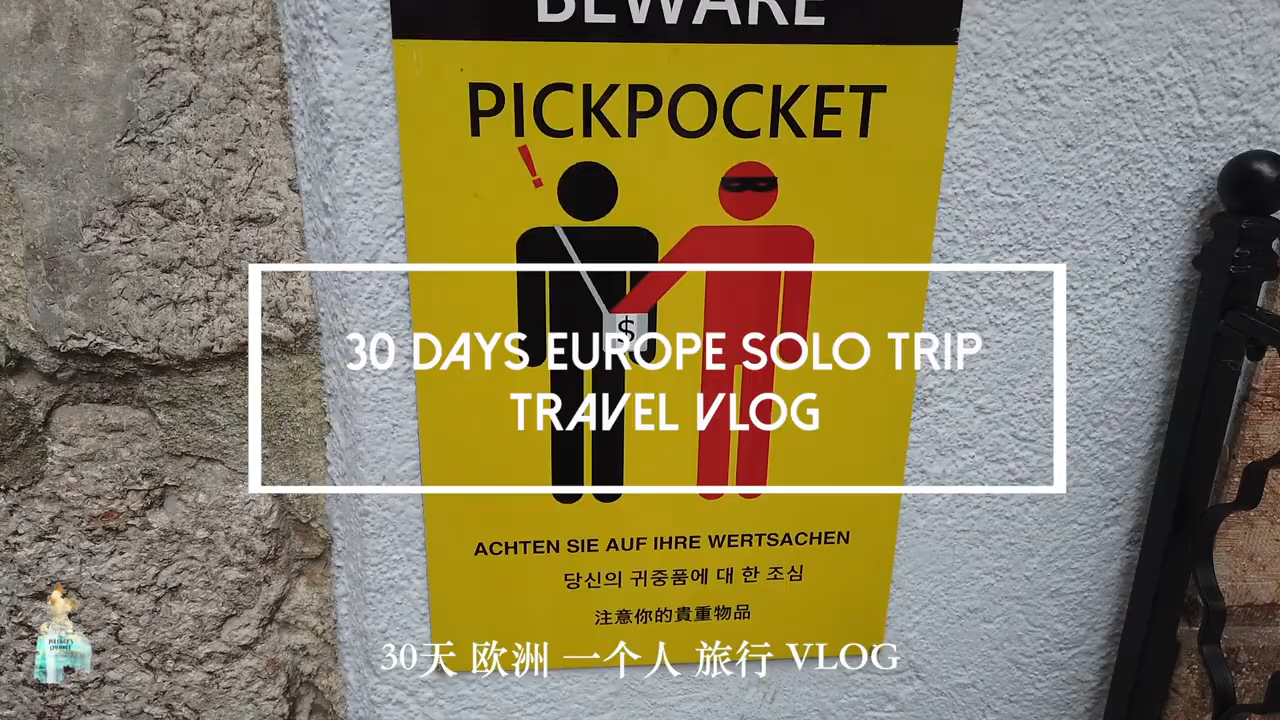 BEWARE
PICKPOCKET
!
$
30 DAYS EUROPE SOLO TRIP
TRAVEL VLOG
ACHTEN SIE AUF IHRE WERTSACHEN
당신의 귀중품에 대 한 조심
注意你的貴重物品
30天 欧洲 一个人 旅行 VLOG